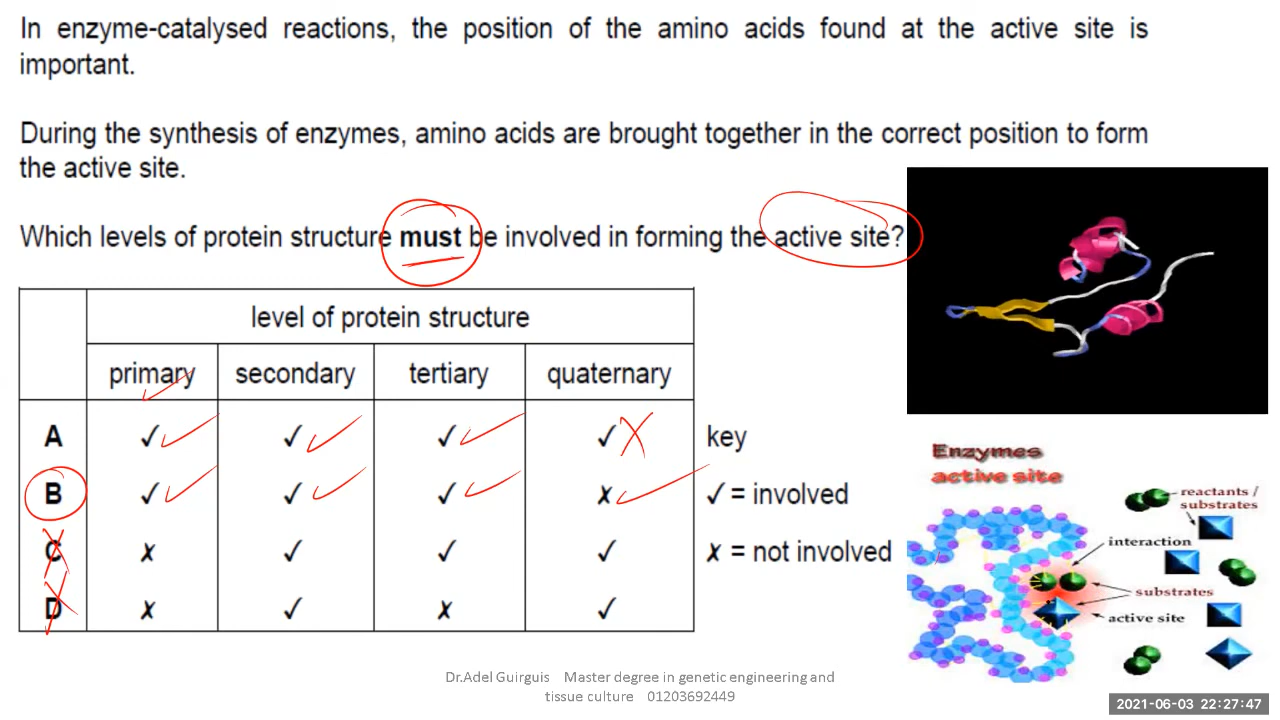 In enzyme-catalysed reactions, the position of the amino acids found at the active site is
important.
During the synthesis of enzymes, amino acids are brought together in the correct position to form
the active site.
Which levels of protein structure must be involved in forming the active site?
level of protein structure
primary secondary tertiary quaternary
A ✓ ✓ ✓ ✓
B ✓ ✓ ✓ ✗
C ✗ ✓ ✓ ✓
D ✗ ✓ ✗ ✓
key
✓ = involved
✗ = not involved
Enzymes
active site
reactants /
substrates
interaction
substrates
active site
Dr.Adel Guirguis Master degree in genetic engineering and
tissue culture 01203692449
2021-06-03 22:27:47